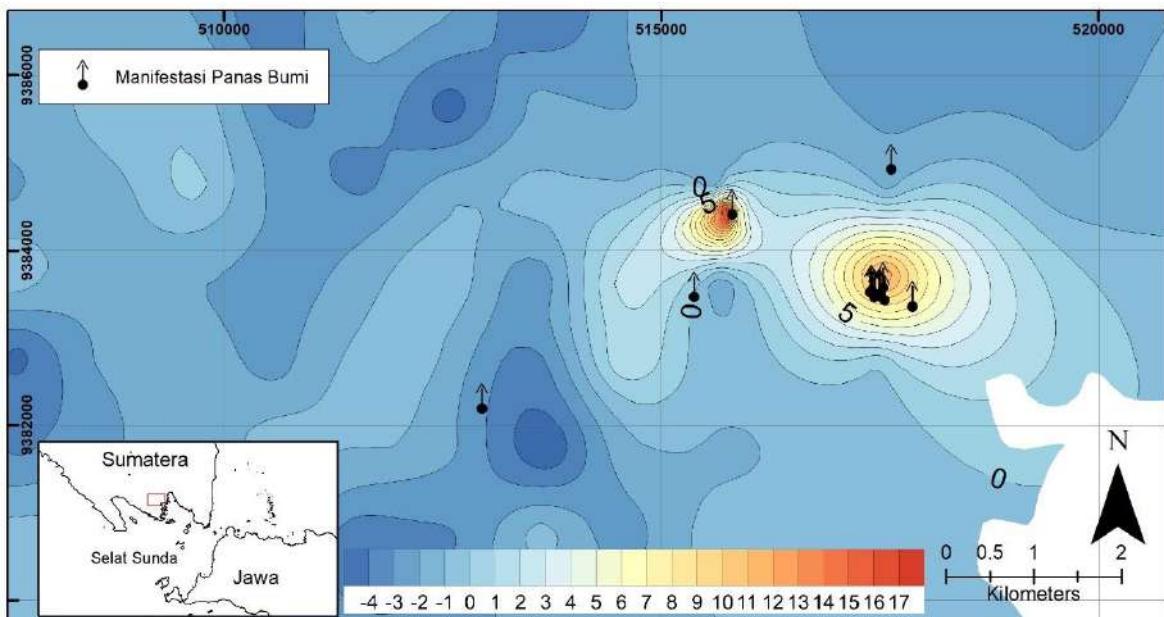 510000
515000
520000
9386000
Manifestasi Panas Bumi
0
5
9384000
0
5
9382000
N
0
Sumatera
Selat Sunda
Jawa
0 0.5 1 2
Kilometers
-4 -3 -2 -1 0 1 2 3 4 5 6 7 8 9 10 11 12 13 14 15 16 17